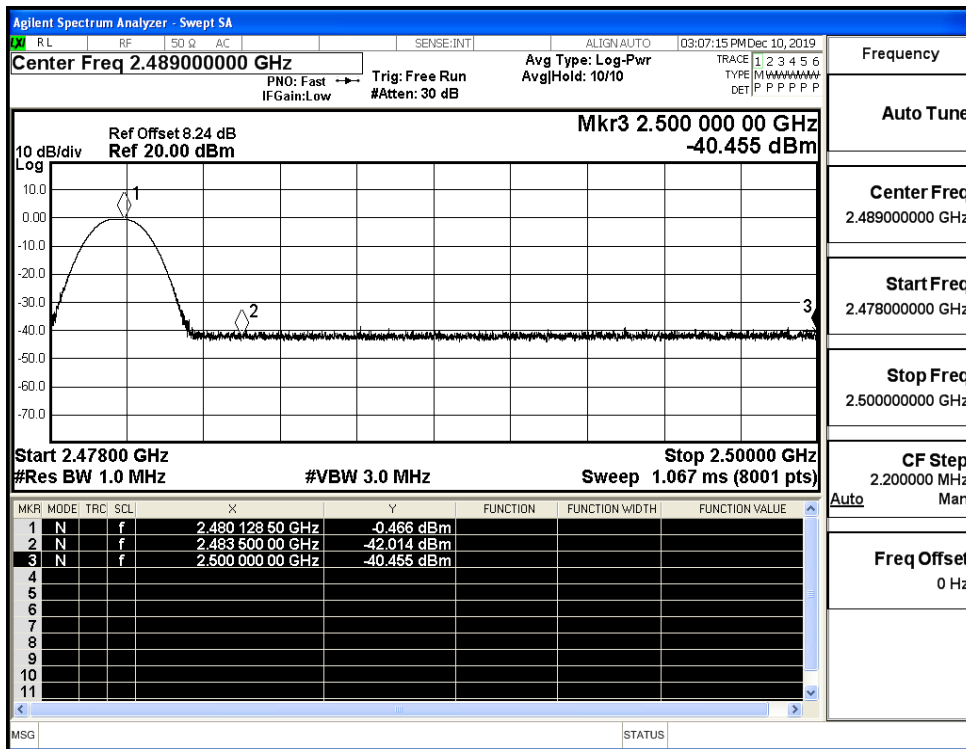 Agilent Spectrum Analyzer - Swept SA
LXI RL RF 50 Ω AC SENSE:INT ALIGN AUTO 03:07:15 PM Dec 10, 2019
Center Freq 2.489000000 GHz
PNO: Fast
IFGain:Low
Trig: Free Run
#Atten: 30 dB
Avg Type: Log-Pwr
Avg|Hold: 10/10
TRACE 1 2 3 4 5 6
TYPE M WWWWW
DET P P P P P P
Ref Offset 8.24 dB
10 dB/div Ref 20.00 dBm
Log
Mkr3 2.500 000 00 GHz
-40.455 dBm
10.0
0.00
-10.0
-20.0
-30.0
-40.0
-50.0
-60.0
-70.0
1
2
3
Start 2.47800 GHz Stop 2.50000 GHz
#Res BW 1.0 MHz #VBW 3.0 MHz Sweep 1.067 ms (8001 pts)
MKR MODE TRC SCL X Y FUNCTION FUNCTION WIDTH FUNCTION VALUE
1 N f 2.480 128 50 GHz -0.466 dBm
2 N f 2.483 500 00 GHz -42.014 dBm
3 N f 2.500 000 00 GHz -40.455 dBm
4
5
6
7
8
9
10
11
MSG STATUS
Frequency
Auto Tune
Center Freq
2.489000000 GHz
Start Freq
2.478000000 GHz
Stop Freq
2.500000000 GHz
CF Step
2.200000 MHz
Auto Man
Freq Offset
0 Hz